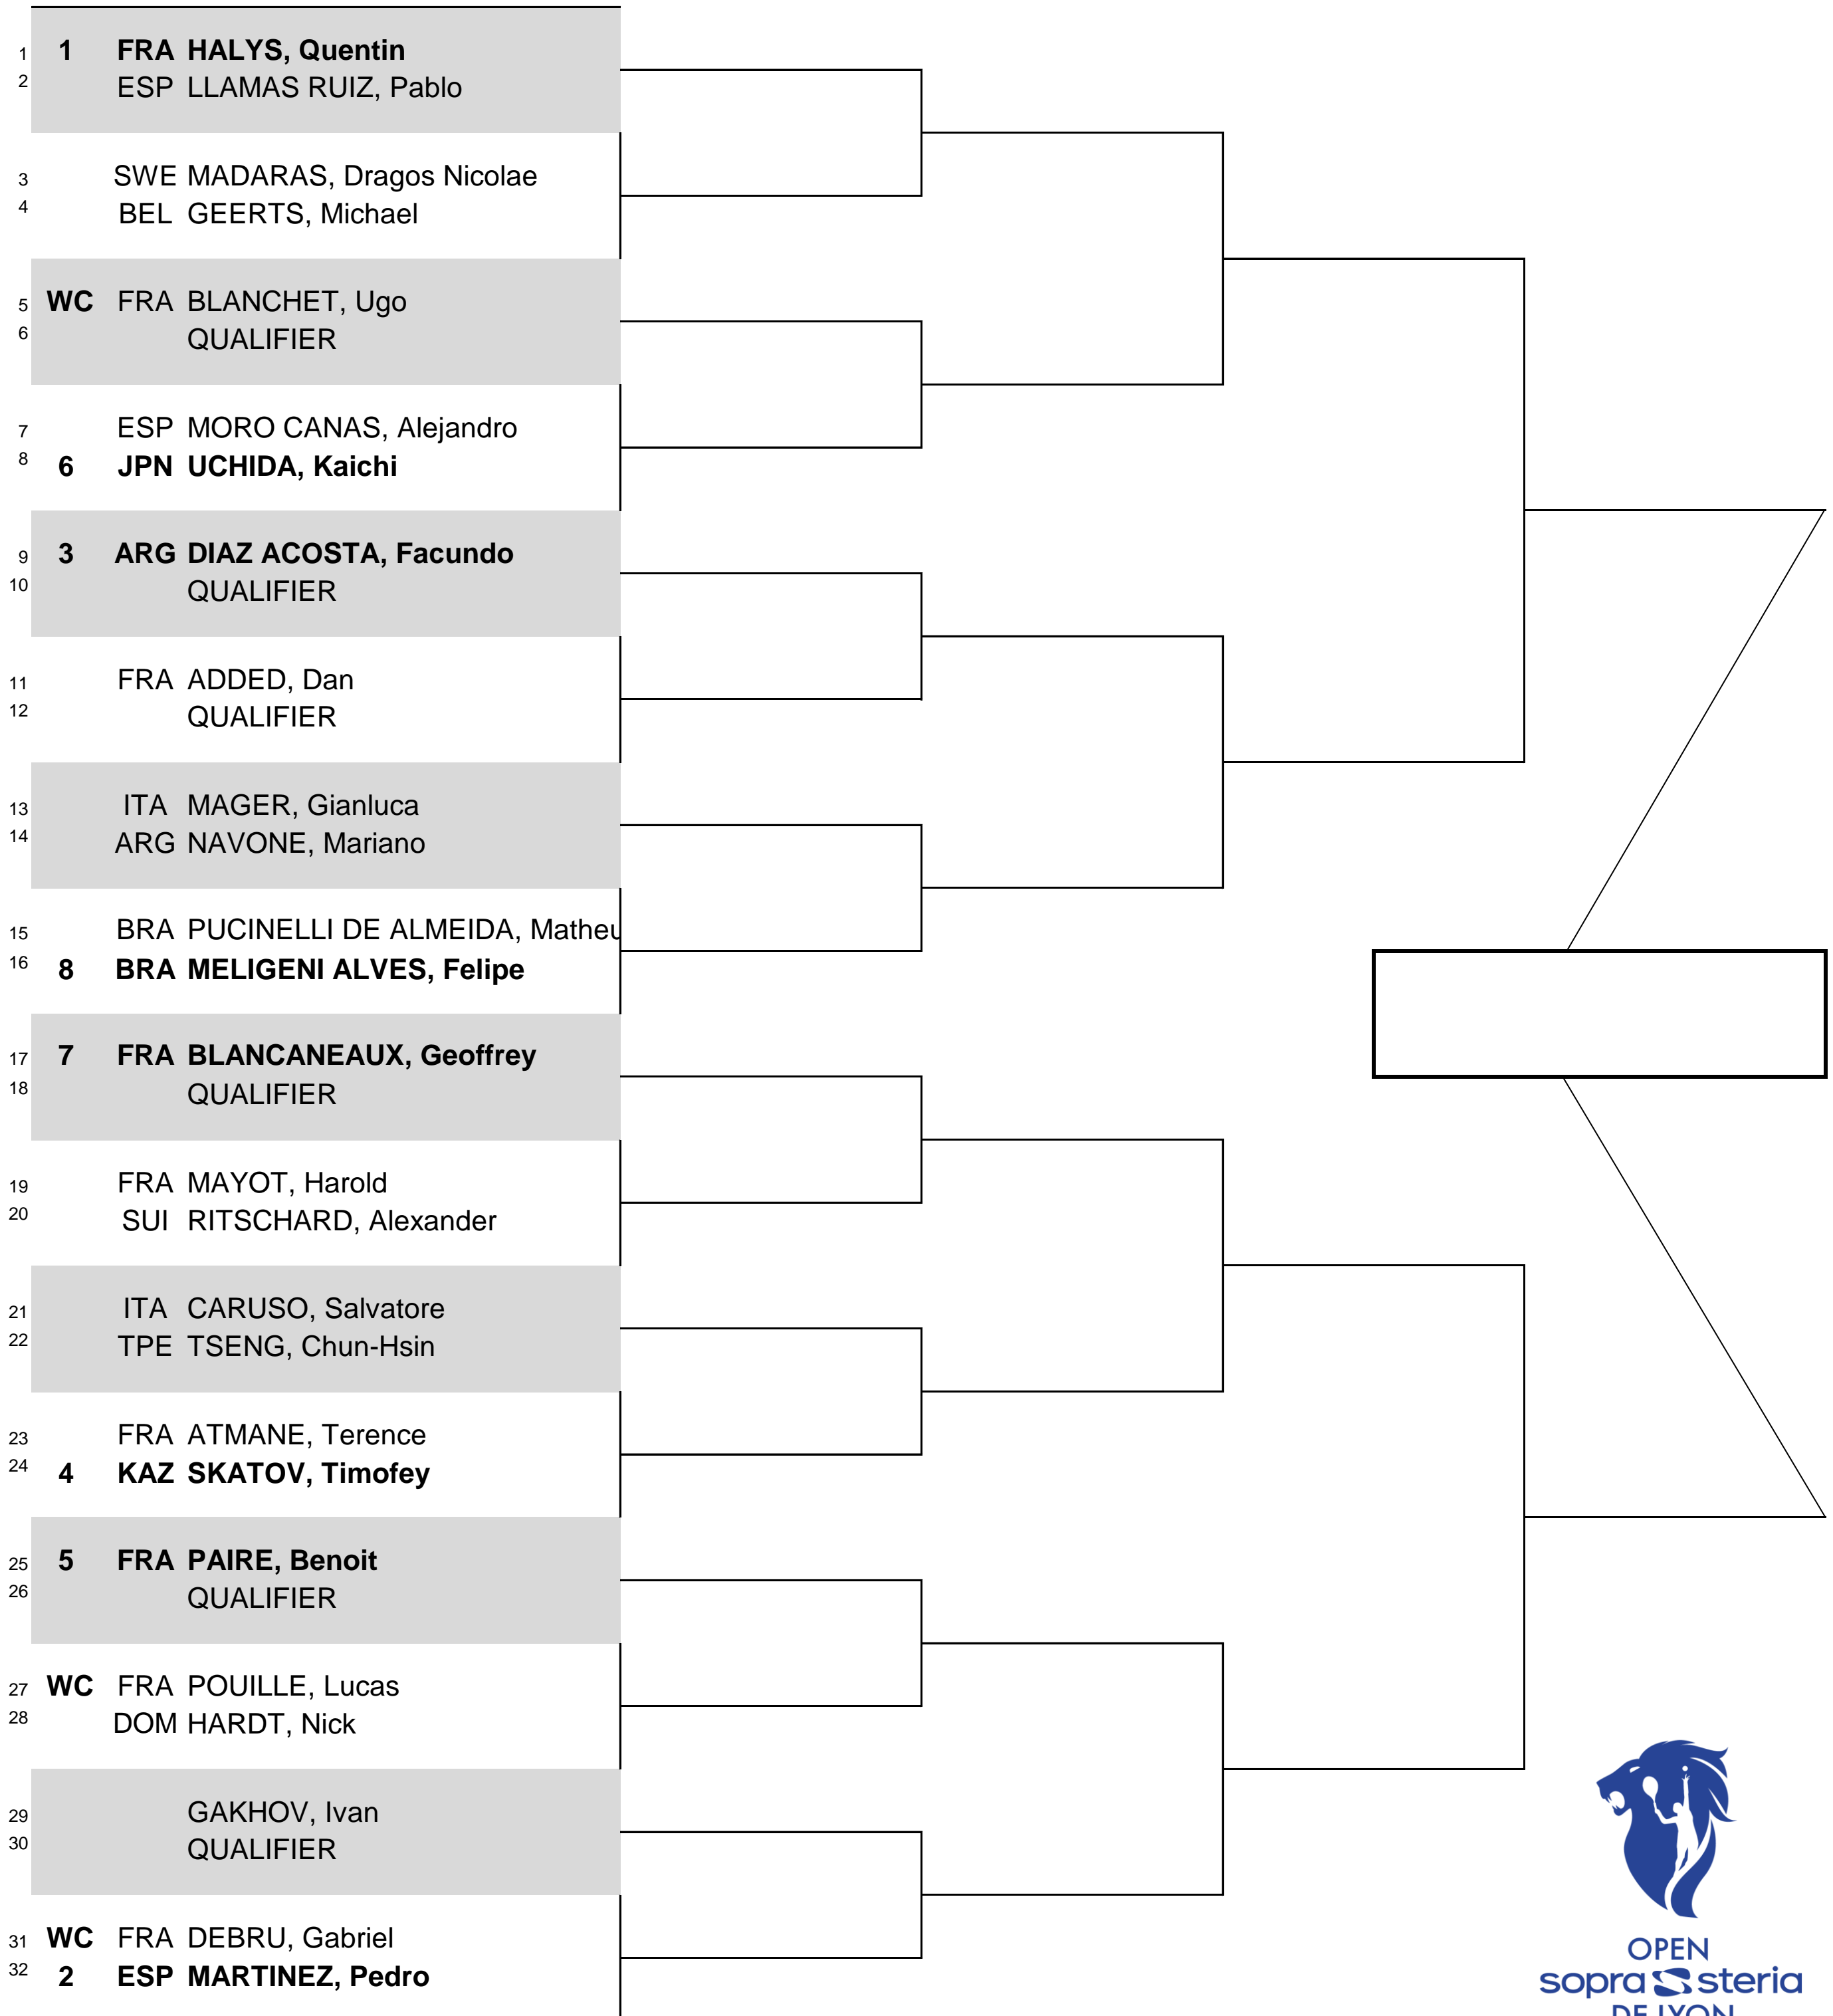 1 1 FRA HALYS, Quentin
2 ESP LLAMAS RUIZ, Pablo
3 SWE MADARAS, Dragos Nicolae
4 BEL GEERTS, Michael
5 WC FRA BLANCHET, Ugo
6 QUALIFIER
7 ESP MORO CANAS, Alejandro
8 6 JPN UCHIDA, Kaichi
9 3 ARG DIAZ ACOSTA, Facundo
10 QUALIFIER
11 FRA ADDED, Dan
12 QUALIFIER
13 ITA MAGER, Gianluca
14 ARG NAVONE, Mariano
15 BRA PUCINELLI DE ALMEIDA, Matheu
16 8 BRA MELIGENI ALVES, Felipe
17 7 FRA BLANCANEAUX, Geoffrey
18 QUALIFIER
19 FRA MAYOT, Harold
20 SUI RITSCHARD, Alexander
21 ITA CARUSO, Salvatore
22 TPE TSENG, Chun-Hsin
23 FRA ATMANE, Terence
24 4 KAZ SKATOV, Timofey
25 5 FRA PAIRE, Benoit
26 QUALIFIER
27 WC FRA POUILLE, Lucas
28 DOM HARDT, Nick
29 GAKHOV, Ivan
30 QUALIFIER
31 WC FRA DEBRU, Gabriel
32 2 ESP MARTINEZ, Pedro
OPEN
sopra steria
DE LYON